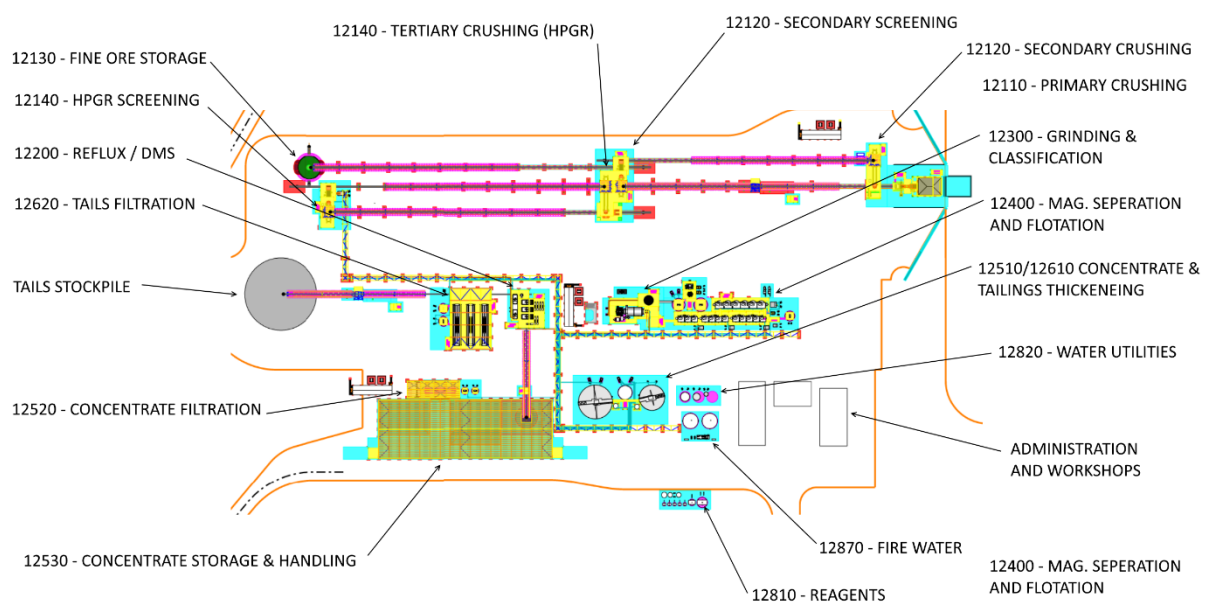 12140 - TERTIARY CRUSHING (HPGR)
12120 - SECONDARY SCREENING
12130 - FINE ORE STORAGE
12140 - HPGR SCREENING
12200 - REFLUX / DMS
12620 - TAILS FILTRATION
TAILS STOCKPILE
12520 - CONCENTRATE FILTRATION
12530 - CONCENTRATE STORAGE & HANDLING
12120 - SECONDARY CRUSHING
12110 - PRIMARY CRUSHING
12300 - GRINDING &
CLASSIFICATION
12400 - MAG. SEPERATION
AND FLOTATION
12510/12610 CONCENTRATE &
TAILINGS THICKENEING
12820 - WATER UTILITIES
ADMINISTRATION
AND WORKSHOPS
12870 - FIRE WATER
12810 - REAGENTS
12400 - MAG. SEPERATION
AND FLOTATION